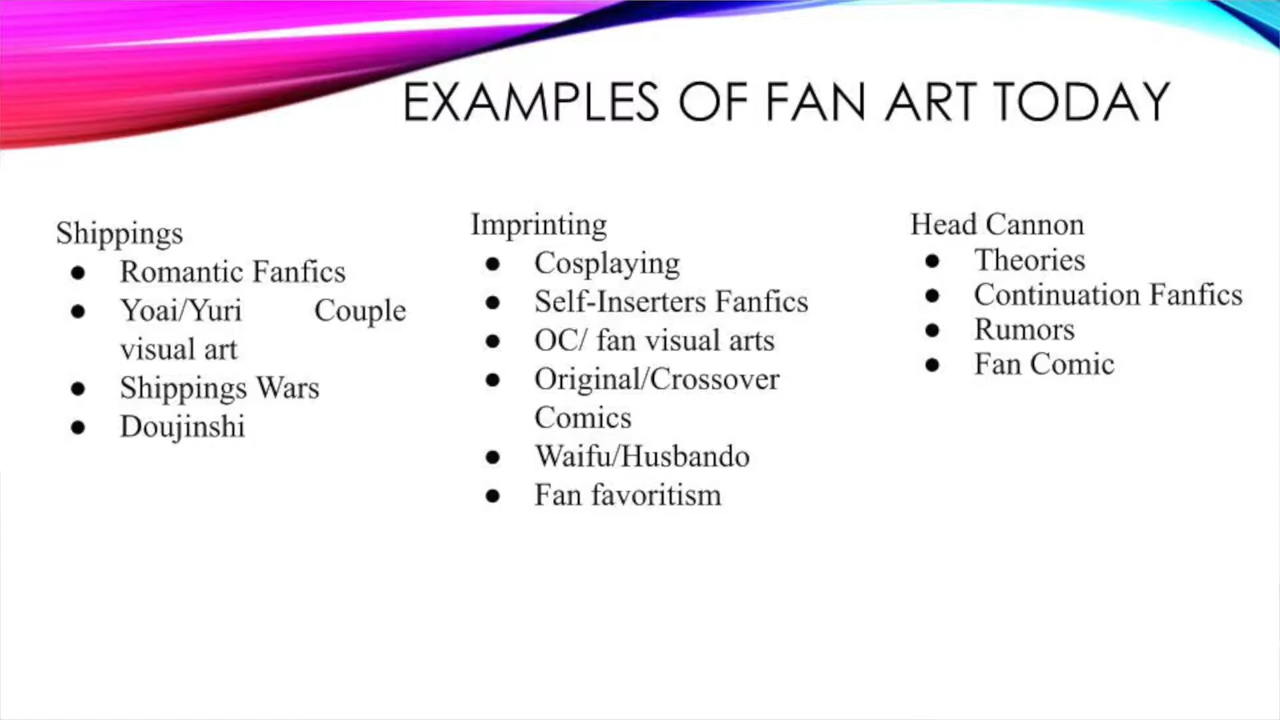 EXAMPLES OF FAN ART TODAY
Shippings
● Romantic Fanfics
● Yoai/Yuri Couple
visual art
● Shippings Wars
● Doujinshi
Imprinting
● Cosplaying
● Self-Inserters Fanfics
● OC/ fan visual arts
● Original/Crossover
Comics
● Waifu/Husbando
● Fan favoritism
Head Cannon
● Theories
● Continuation Fanfics
● Rumors
● Fan Comic